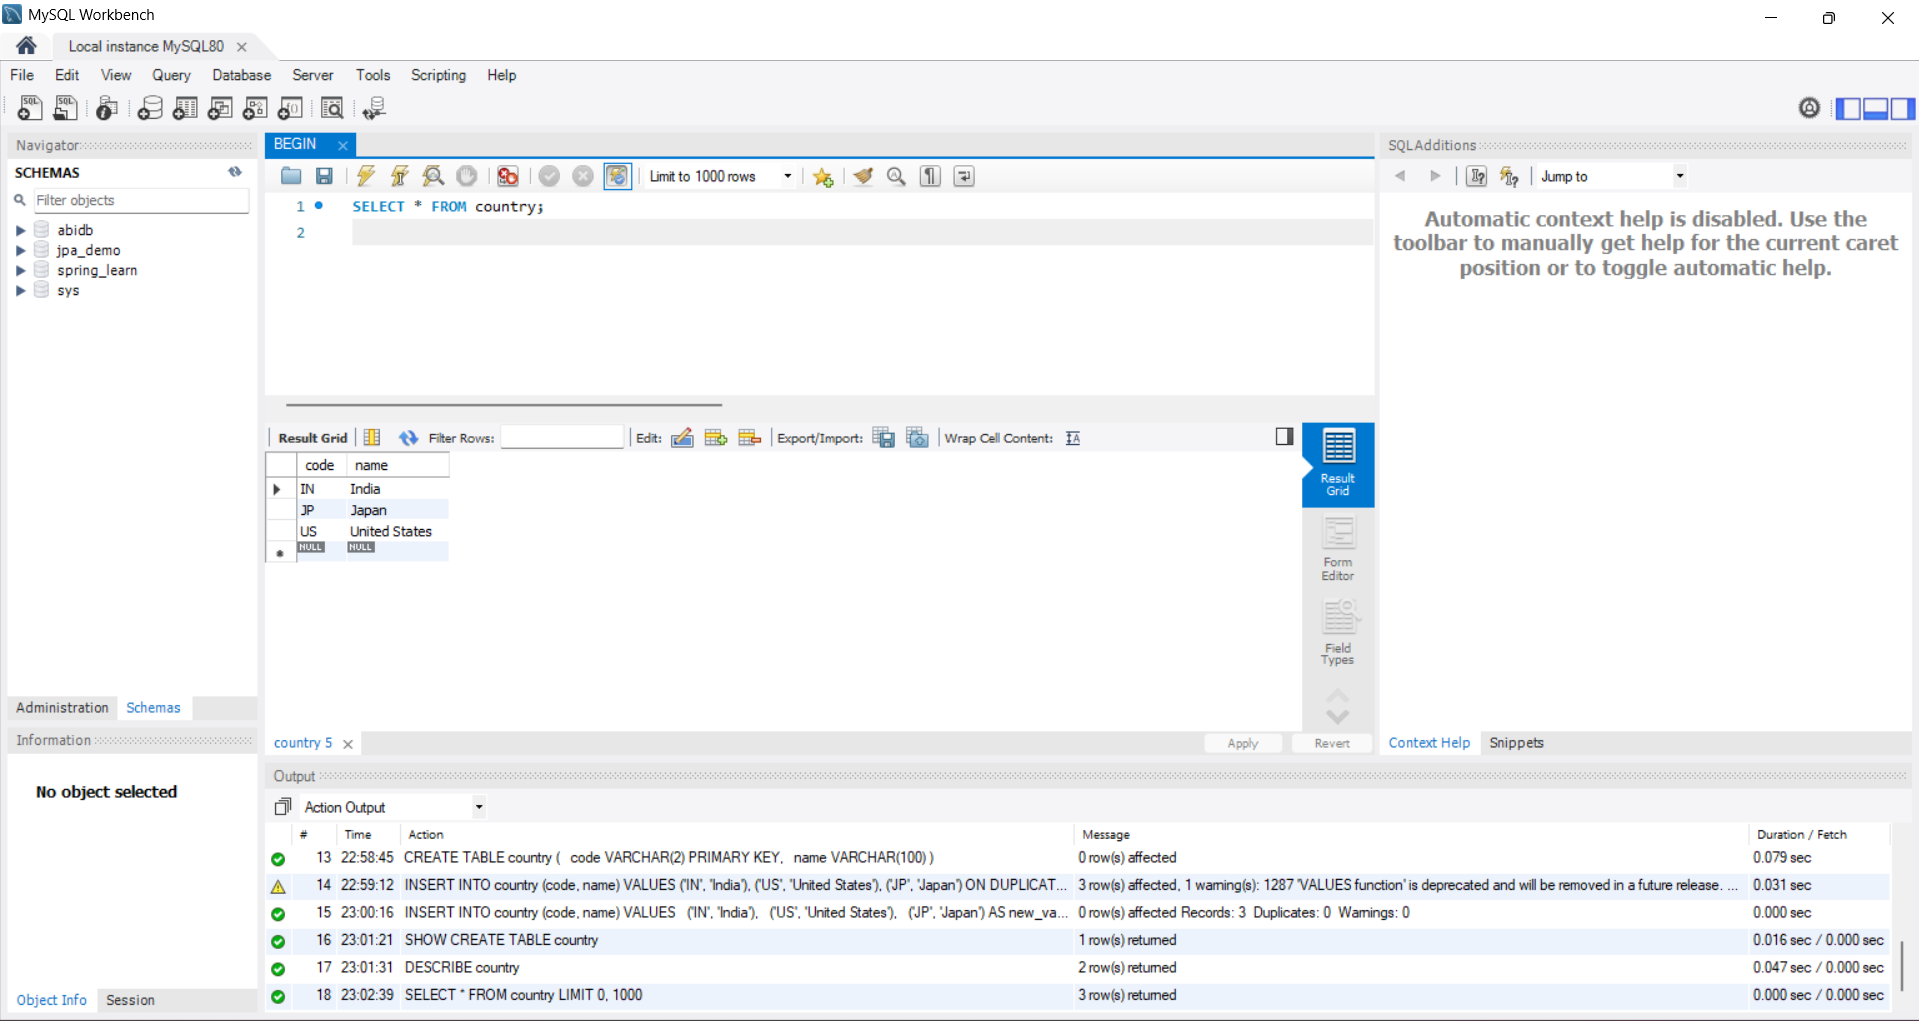 MySQL Workbench
Local instance MySQL80
File Edit View Query Database Server Tools Scripting Help
Navigator
SCHEMAS
Filter objects
abidb
jpa_demo
spring_learn
sys
Administration Schemas
Information
No object selected
Object Info Session
BEGIN
Limit to 1000 rows
1 SELECT * FROM country;
2
Result Grid Filter Rows: Edit: Export/Import: Wrap Cell Content:
code name
IN India
JP Japan
US United States
NULL NULL
Result Grid
Form Editor
Field Types
country 5
Apply Revert
SQLAdditions
Jump to
Automatic context help is disabled. Use the
toolbar to manually get help for the current caret
position or to toggle automatic help.
Context Help Snippets
Output
Action Output
# Time Action Message Duration / Fetch
13 22:58:45 CREATE TABLE country ( code VARCHAR(2) PRIMARY KEY, name VARCHAR(100) ) 0 row(s) affected 0.079 sec
14 22:59:12 INSERT INTO country (code, name) VALUES ('IN', 'India'), ('US', 'United States'), ('JP', 'Japan') ON DUPLICAT... 3 row(s) affected, 1 warning(s): 1287 'VALUES function' is deprecated and will be removed in a future release. ... 0.031 sec
15 23:00:16 INSERT INTO country (code, name) VALUES ('IN', 'India'), ('US', 'United States'), ('JP', 'Japan') AS new_va... 0 row(s) affected Records: 3 Duplicates: 0 Warnings: 0 0.000 sec
16 23:01:21 SHOW CREATE TABLE country 1 row(s) returned 0.016 sec / 0.000 sec
17 23:01:31 DESCRIBE country 2 row(s) returned 0.047 sec / 0.000 sec
18 23:02:39 SELECT * FROM country LIMIT 0, 1000 3 row(s) returned 0.000 sec / 0.000 sec